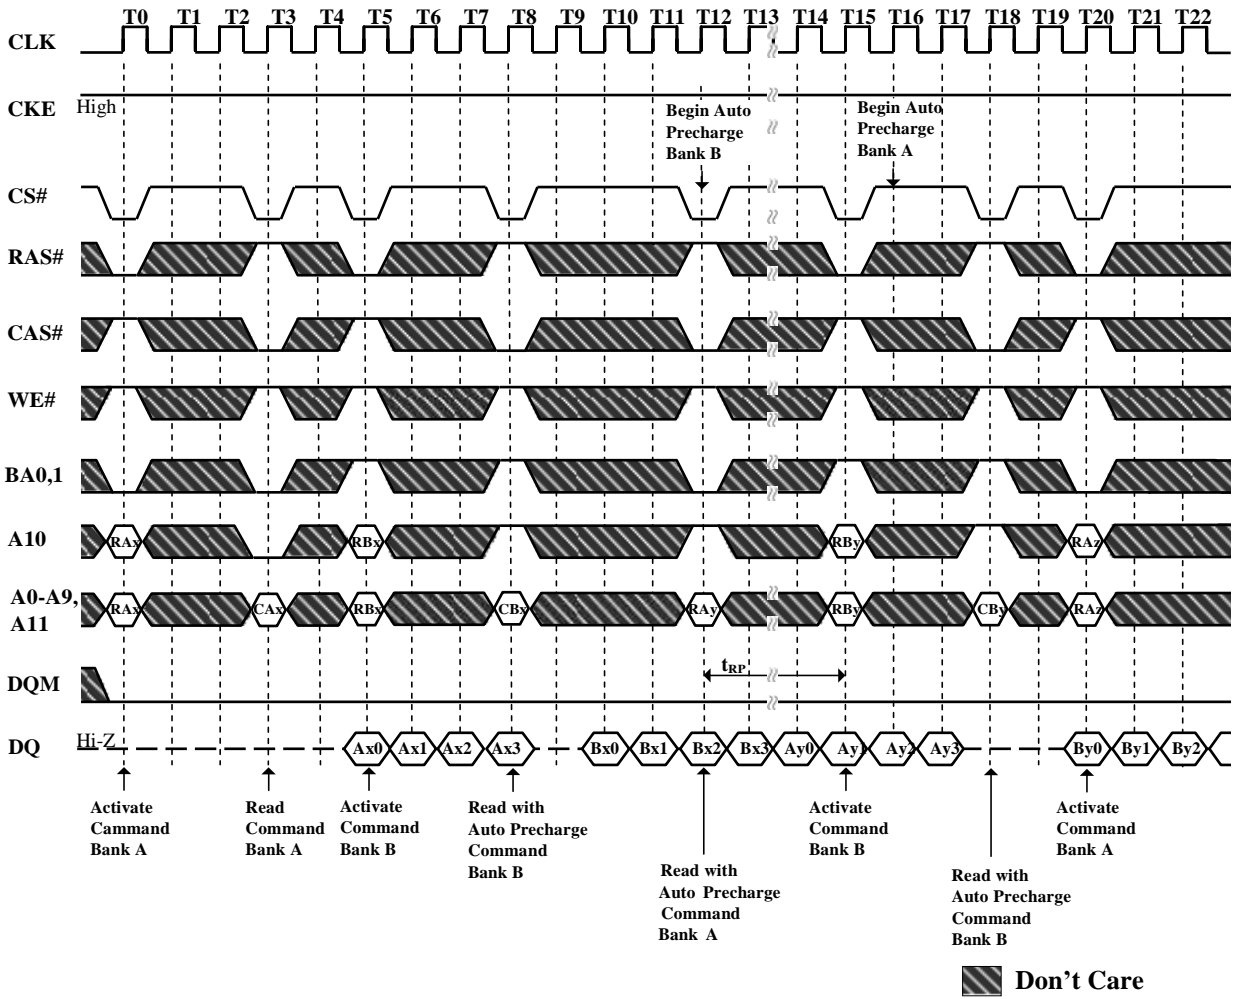 T0 T1 T2 T3 T4 T5 T6 T7 T8 T9 T10 T11 T12 T13 T14 T15 T16 T17 T18 T19 T20 T21 T22
CLK
CKE High
Begin Auto
Precharge
Bank B
Begin Auto
Precharge
Bank A
CS#
RAS#
CAS#
WE#
BA0,1
A10 RAx RBx RBy RAz
A0-A9,
A11
RAx CAx RBx CBx RAy RBy CBy RAz
tRP
DQM
DQ Hi-Z Ax0 Ax1 Ax2 Ax3 Bx0 Bx1 Bx2 Bx3 Ay0 Ay1 Ay2 Ay3 By0 By1 By2
Activate
Cammand
Bank A
Read
Command
Bank A
Activate
Command
Bank B
Read with
Auto Precharge
Command
Bank B
Read with
Auto Precharge
Command
Bank A
Activate
Command
Bank B
Read with
Auto Precharge
Command
Bank B
Activate
Command
Bank A
Don't Care